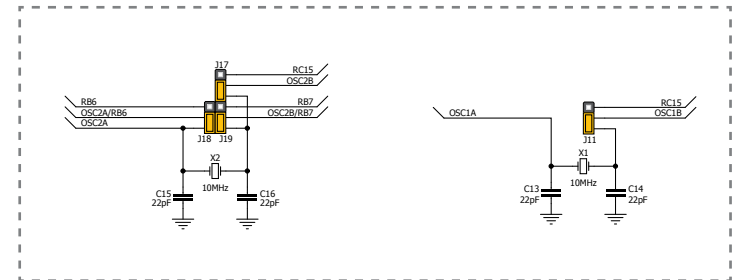 J17
RC15
OSC2B
RB6
RB7
OSC2A/RB6
OSC2B/RB7
OSC2A
J18
J19
X2
10MHz
C15
22pF
C16
22pF
RC15
OSC1A
OSC1B
J11
X1
10MHz
C13
22pF
C14
22pF